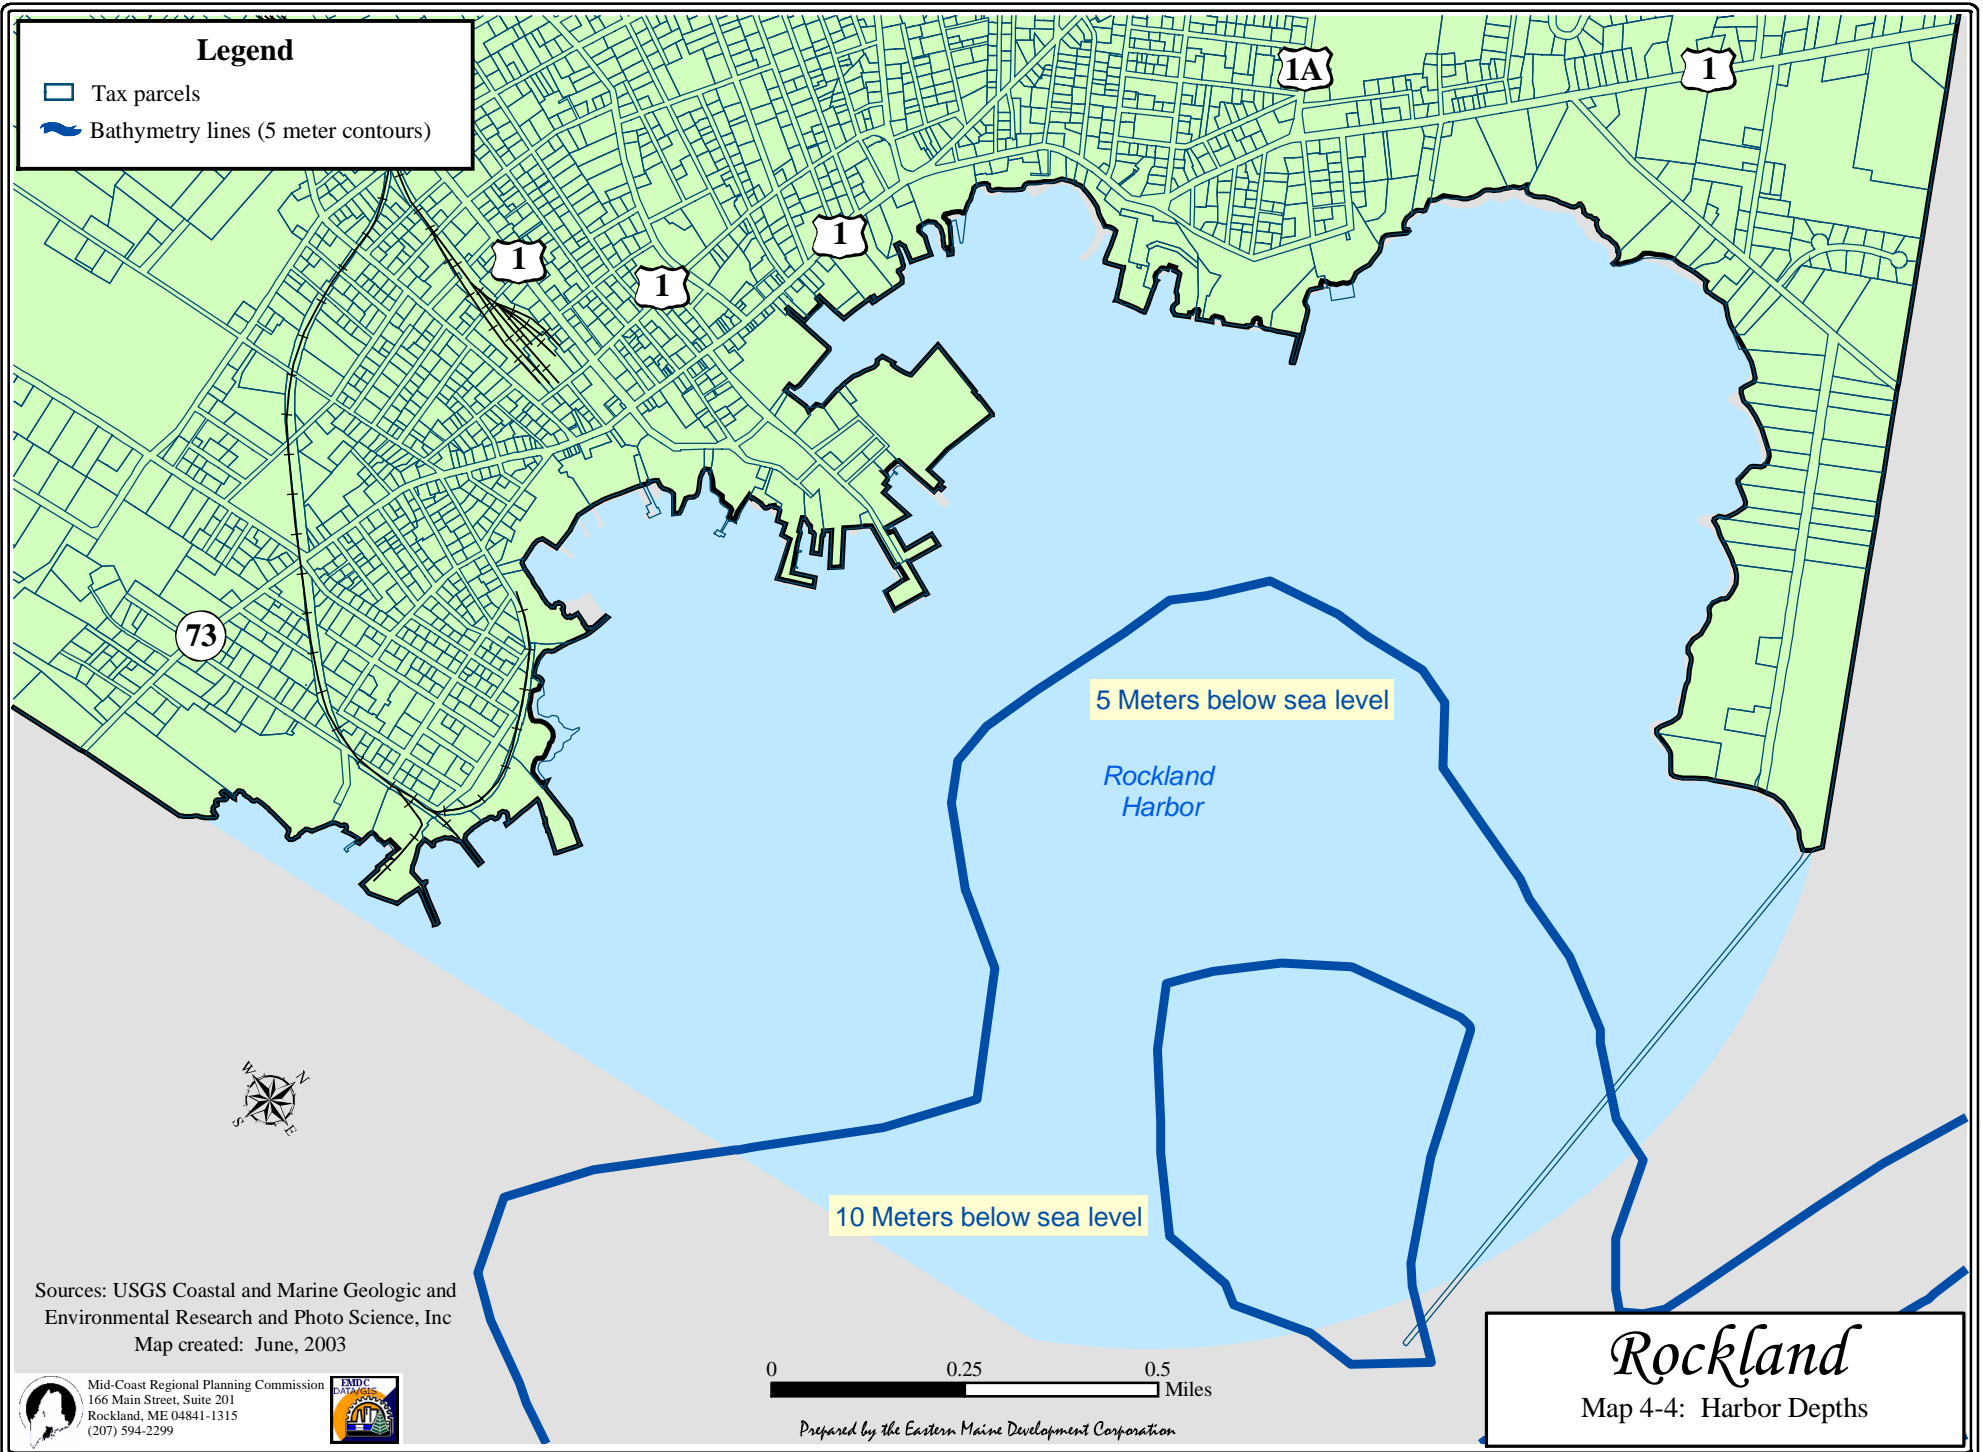 Legend
Tax parcels
Bathymetry lines (5 meter contours)
1A
1
1
1
1
73
5 Meters below sea level
Rockland
Harbor
10 Meters below sea level
W
N
S
E
Sources: USGS Coastal and Marine Geologic and
Environmental Research and Photo Science, Inc
Map created: June, 2003
Mid-Coast Regional Planning Commission
166 Main Street, Suite 201
Rockland, ME 04841-1315
(207) 594-2299
EMDC
DATA/GIS
0
0.25
0.5
Miles
Prepared by the Eastern Maine Development Corporation
Rockland
Map 4-4: Harbor Depths